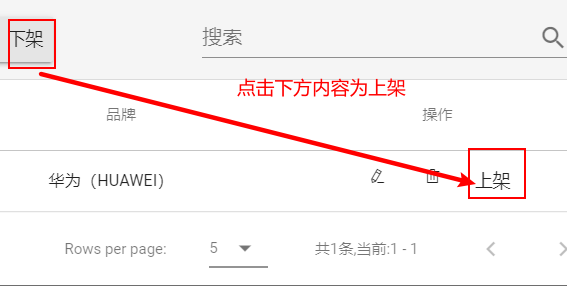 下架
搜索
点击下方内容为上架
品牌 操作
华为（HUAWEI） 上架
Rows per page: 5 共1条,当前:1 - 1